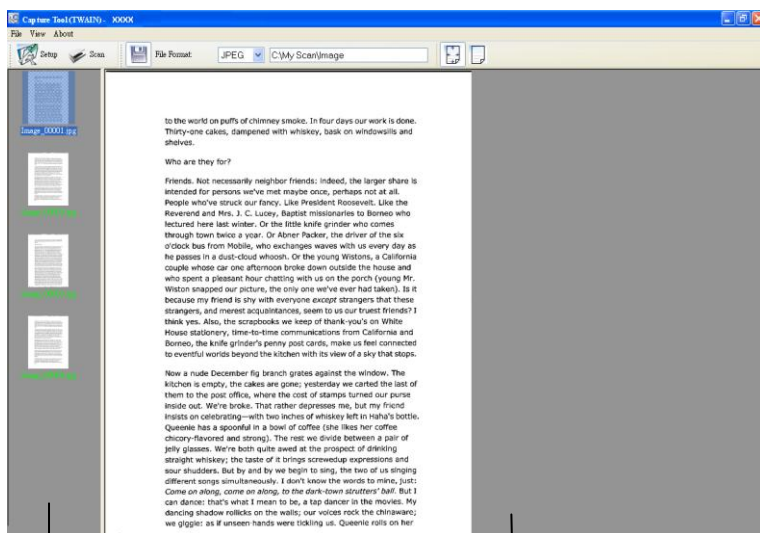 Capture Tool(TWAIN) - XXXX
File View About
Setup Scan File Format: JPEG C:\My Scan\Image
Image_00001.jpg
to the world on puffs of chimney smoke. In four days our work is done.
Thirty-one cakes, dampened with whiskey, bask on windowsills and
shelves.
Who are they for?
Friends. Not necessarily neighbor friends: indeed, the larger share is
intended for persons we've met maybe once, perhaps not at all.
People who've struck our fancy. Like President Roosevelt. Like the
Reverend and Mrs. J. C. Lucey, Baptist missionaries to Borneo who
lectured here last winter. Or the little knife grinder who comes
through town twice a year. Or Abner Packer, the driver of the six
o'clock bus from Mobile, who exchanges waves with us every day as
he passes in a dust-cloud whoosh. Or the young Wistons, a California
couple whose car one afternoon broke down outside the house and
who spent a pleasant hour chatting with us on the porch (young Mr.
Wiston snapped our picture, the only one we've ever had taken). Is it
because my friend is shy with everyone except strangers that these
strangers, and merest acquaintances, seem to us our truest friends? I
think yes. Also, the scrapbooks we keep of thank-you's on White
House stationery, time-to-time communications from California and
Borneo, the knife grinder's penny post cards, make us feel connected
to eventful worlds beyond the kitchen with its view of a sky that stops.
Now a nude December fig branch grates against the window. The
kitchen is empty, the cakes are gone; yesterday we carted the last of
them to the post office, where the cost of stamps turned our purse
inside out. We're broke. That rather depresses me, but my friend
insists on celebrating—with two inches of whiskey left in Haha's bottle.
Queenie has a spoonful in a bowl of coffee (she likes her coffee
chicory-flavored and strong). The rest we divide between a pair of
jelly glasses. We're both quite awed at the prospect of drinking
straight whiskey; the taste of it brings screwedup expressions and
sour shudders. But by and by we begin to sing, the two of us singing
different songs simultaneously. I don't know the words to mine, just:
Come on along, come on along, to the dark-town strutters' ball. But I
can dance: that's what I mean to be, a tap dancer in the movies. My
dancing shadow rollicks on the walls; our voices rock the chinaware;
we giggle: as if unseen hands were tickling us. Queenie rolls on her